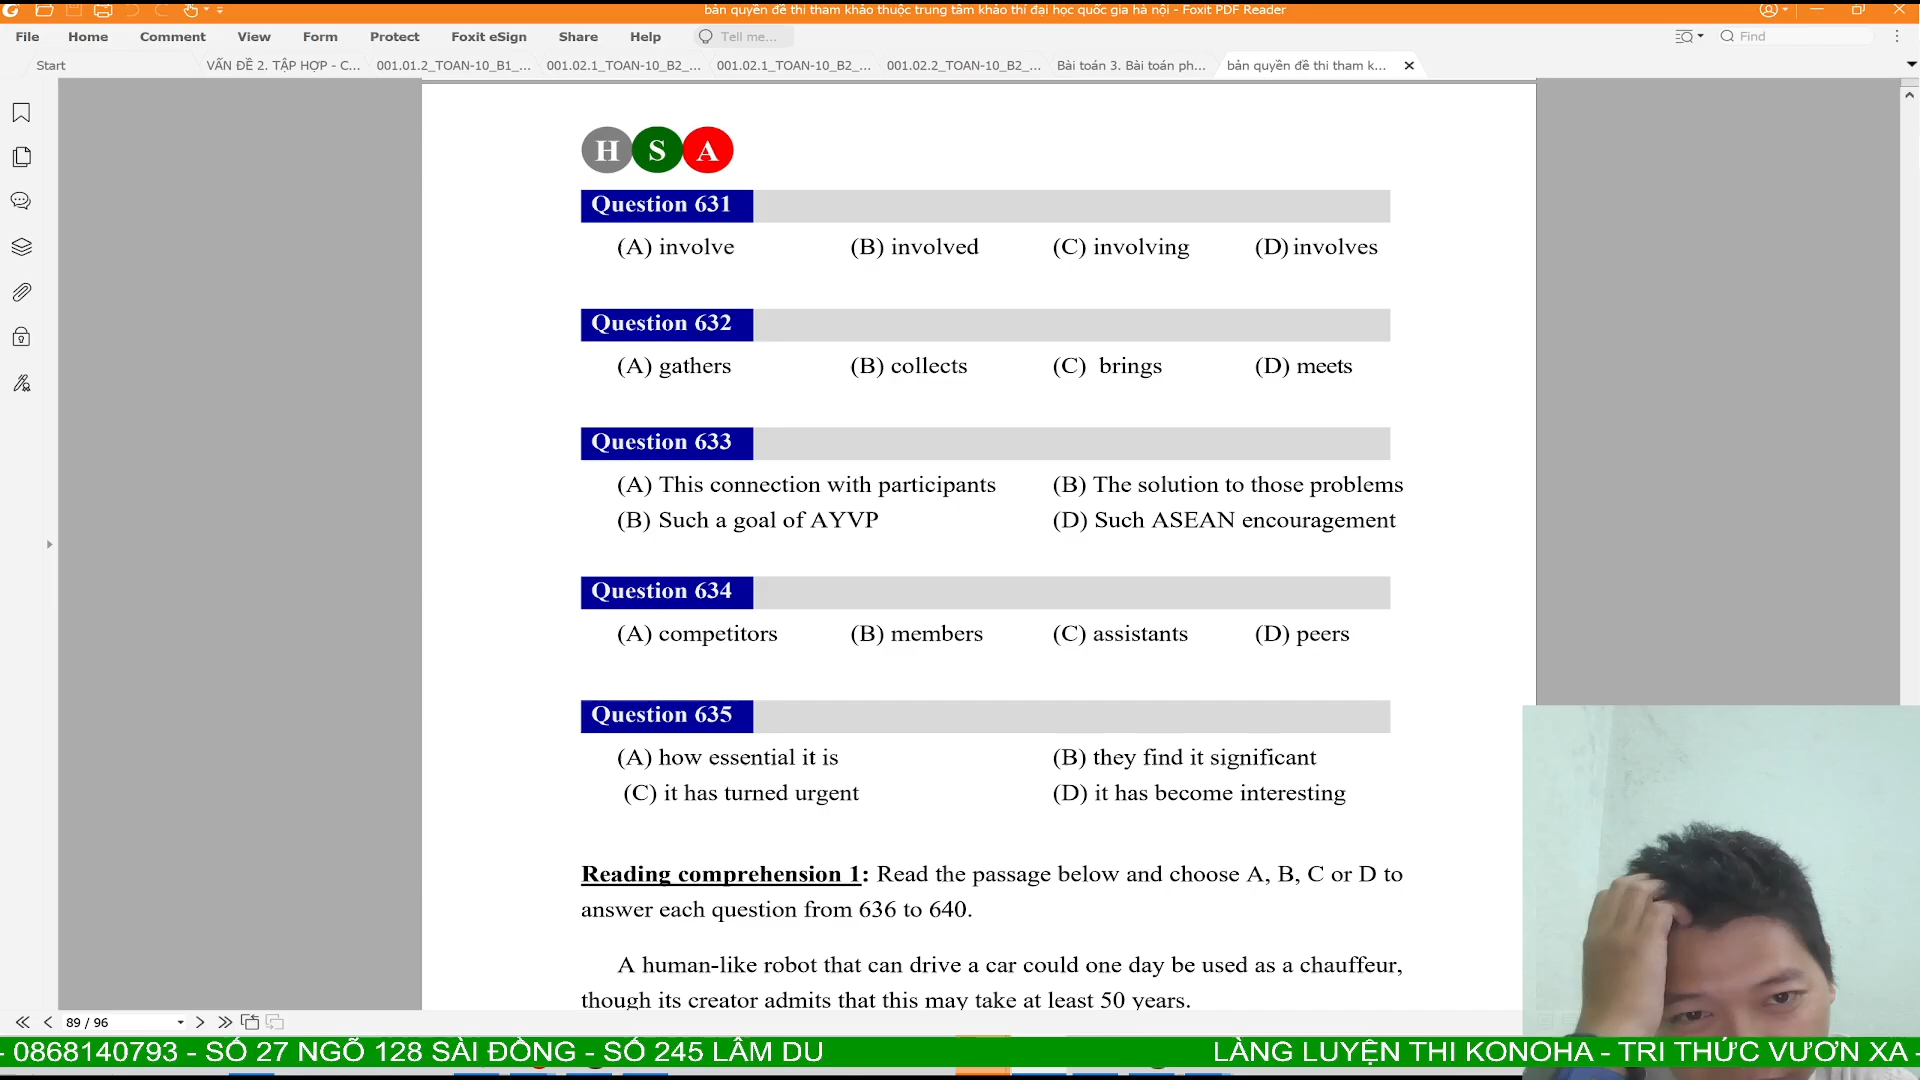 bản quyền đề thi tham khảo thuộc trung tâm khảo thí đại học quốc gia hà nội - Foxit PDF Reader
File Home Comment View Form Protect Foxit eSign Share Help Tell me... Find
Start VẤN ĐỀ 2. TẬP HỢP - C... 001.01.2_TOAN-10_B1_... 001.02.1_TOAN-10_B2_... 001.02.1_TOAN-10_B2_... 001.02.2_TOAN-10_B2_... Bài toán 3. Bài toán ph... bản quyền đề thi tham k...
H S A
Question 631
(A) involve (B) involved (C) involving (D) involves
Question 632
(A) gathers (B) collects (C) brings (D) meets
Question 633
(A) This connection with participants (B) The solution to those problems
(B) Such a goal of AYVP (D) Such ASEAN encouragement
Question 634
(A) competitors (B) members (C) assistants (D) peers
Question 635
(A) how essential it is (B) they find it significant
(C) it has turned urgent (D) it has become interesting
Reading comprehension 1: Read the passage below and choose A, B, C or D to
answer each question from 636 to 640.
A human-like robot that can drive a car could one day be used as a chauffeur,
though its creator admits that this may take at least 50 years.
89 / 96
- 0868140793 - SỐ 27 NGÕ 128 SÀI ĐỒNG - SỐ 245 LÂM DU LÀNG LUYỆN THI KONOHA - TRI THỨC VƯƠN XA -